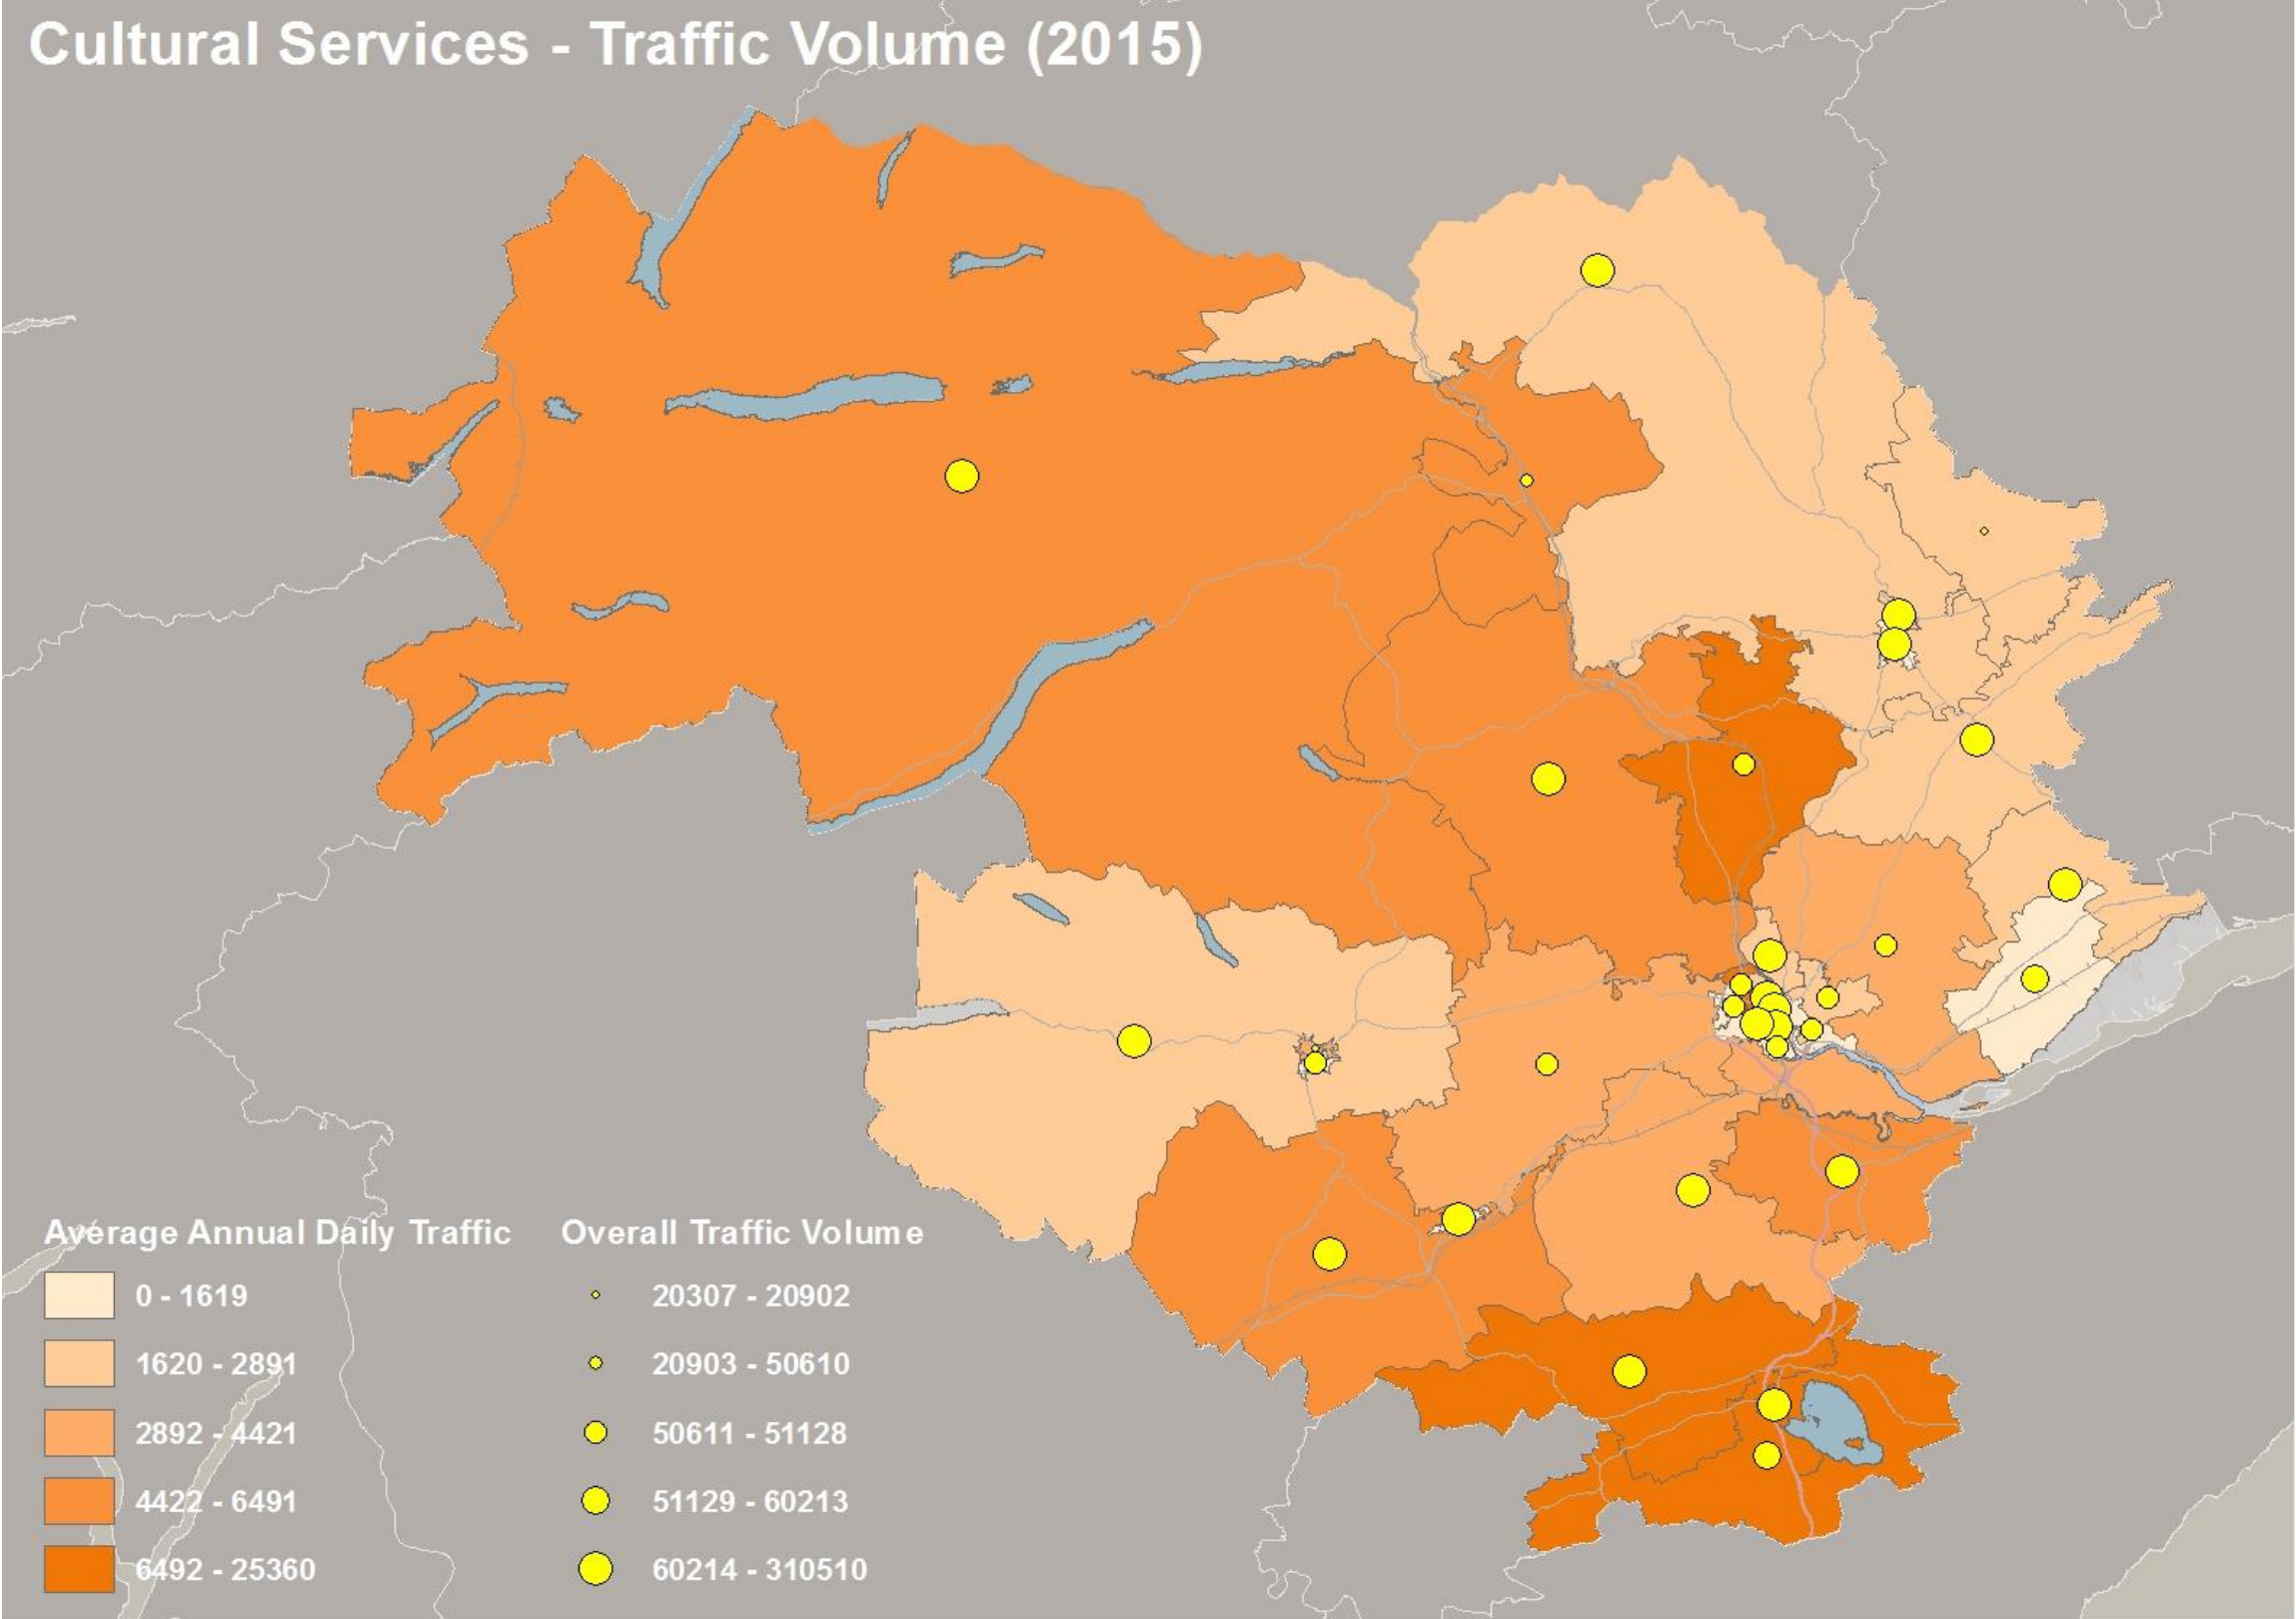 Cultural Services - Traffic Volume (2015)
Average Annual Daily Traffic
0 - 1619
1620 - 2891
2892 - 4421
4422 - 6491
6492 - 25360
Overall Traffic Volume
20307 - 20902
20903 - 50610
50611 - 51128
51129 - 60213
60214 - 310510